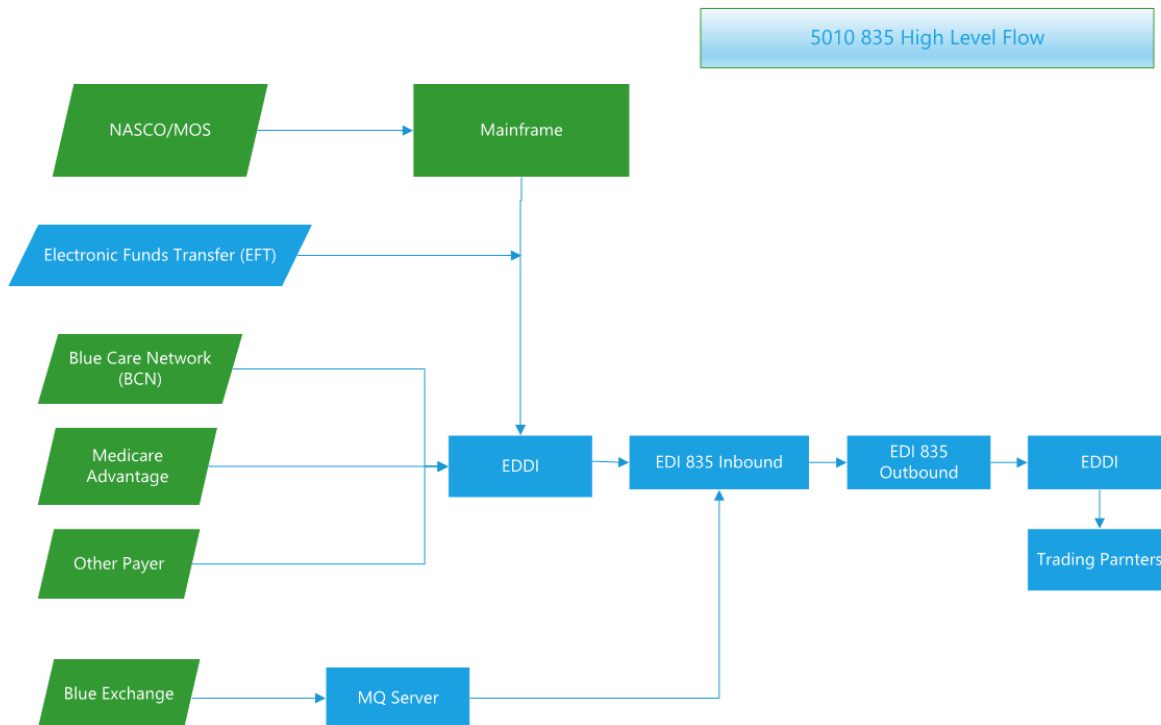 5010 835 High Level Flow
NASCO/MOS
Mainframe
Electronic Funds Transfer (EFT)
Blue Care Network
(BCN)
Medicare
Advantage
EDDI
EDI 835 Inbound
EDI 835
Outbound
EDDI
Other Payer
Trading Parnters
Blue Exchange
MQ Server